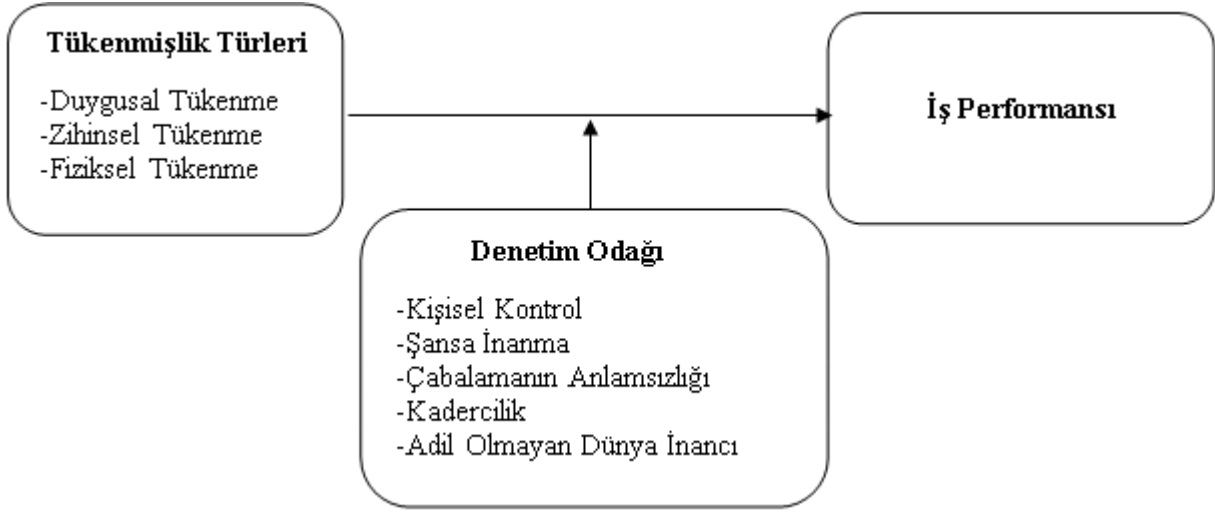 Tükenmişlik Türleri
-Duygusal Tükenme
-Zihinsel Tükenme
-Fiziksel Tükenme
İş Performansı
Denetim Odağı
-Kişisel Kontrol
-Şansa İnanma
-Çabalamanın Anlamsızlığı
-Kadercilik
-Adil Olmayan Dünya İnancı